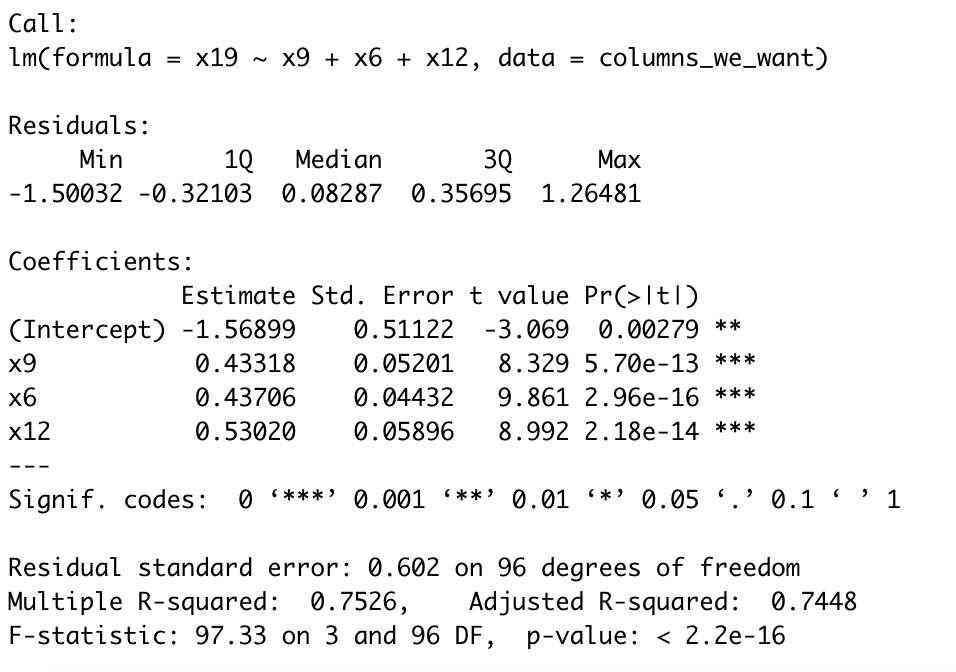 Call:
lm(formula = x19 ~ x9 + x6 + x12, data = columns_we_want)
Residuals:
Min 1Q Median 3Q Max
-1.50032 -0.32103 0.08287 0.35695 1.26481
Coefficients:
Estimate Std. Error t value Pr(>|t|)
(Intercept) -1.56899 0.51122 -3.069 0.00279 **
x9 0.43318 0.05201 8.329 5.70e-13 ***
x6 0.43706 0.04432 9.861 2.96e-16 ***
x12 0.53020 0.05896 8.992 2.18e-14 ***
---
Signif. codes: 0 ‘***’ 0.001 ‘**’ 0.01 ‘*’ 0.05 ‘.’ 0.1 ‘ ’ 1
Residual standard error: 0.602 on 96 degrees of freedom
Multiple R-squared: 0.7526, Adjusted R-squared: 0.7448
F-statistic: 97.33 on 3 and 96 DF, p-value: < 2.2e-16